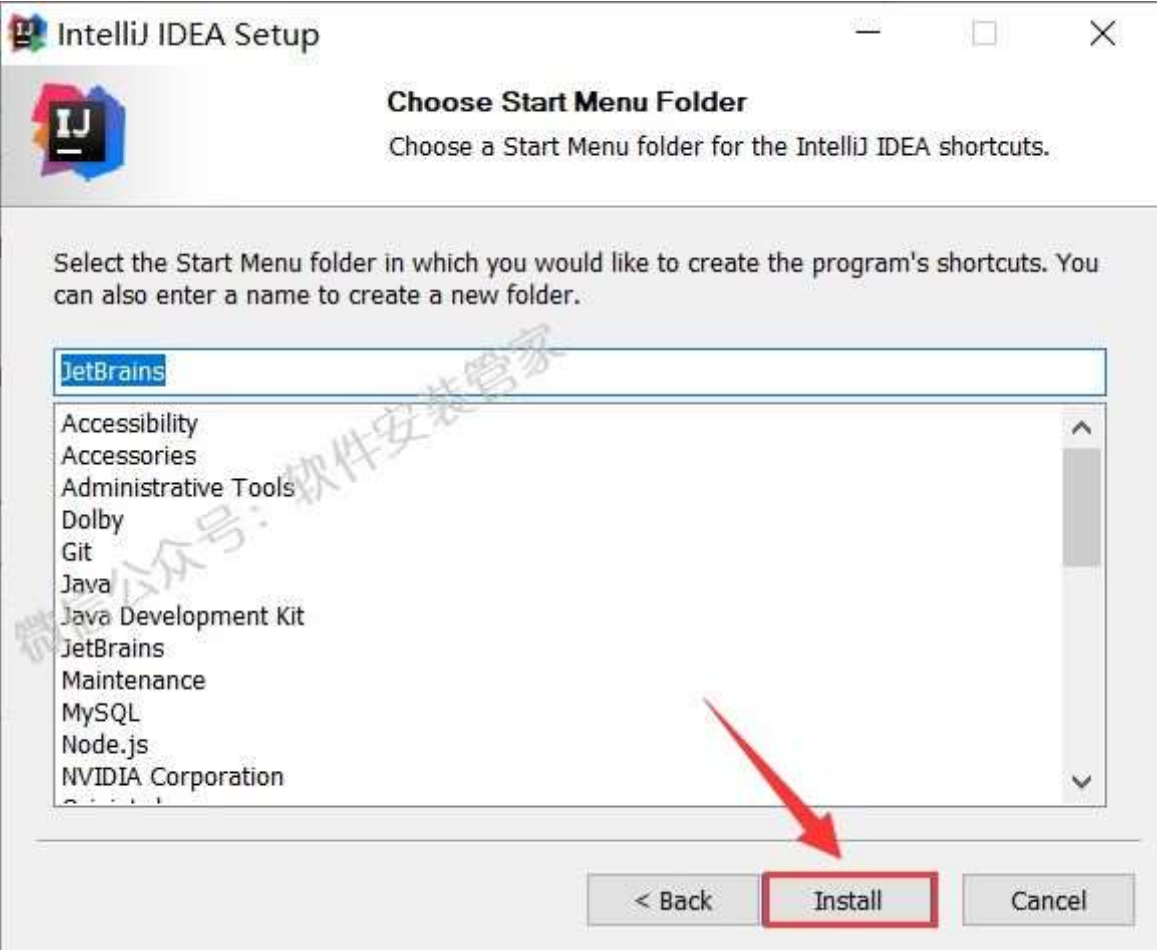 IntelliJ IDEA Setup
IJ
Choose Start Menu Folder
Choose a Start Menu folder for the IntelliJ IDEA shortcuts.
Select the Start Menu folder in which you would like to create the program's shortcuts. You
can also enter a name to create a new folder.
JetBrains
Accessibility
Accessories
Administrative Tools
Dolby
Git
Java
Java Development Kit
JetBrains
Maintenance
MySQL
Node.js
NVIDIA Corporation
微信公众号：软件安装管家
< Back
Install
Cancel